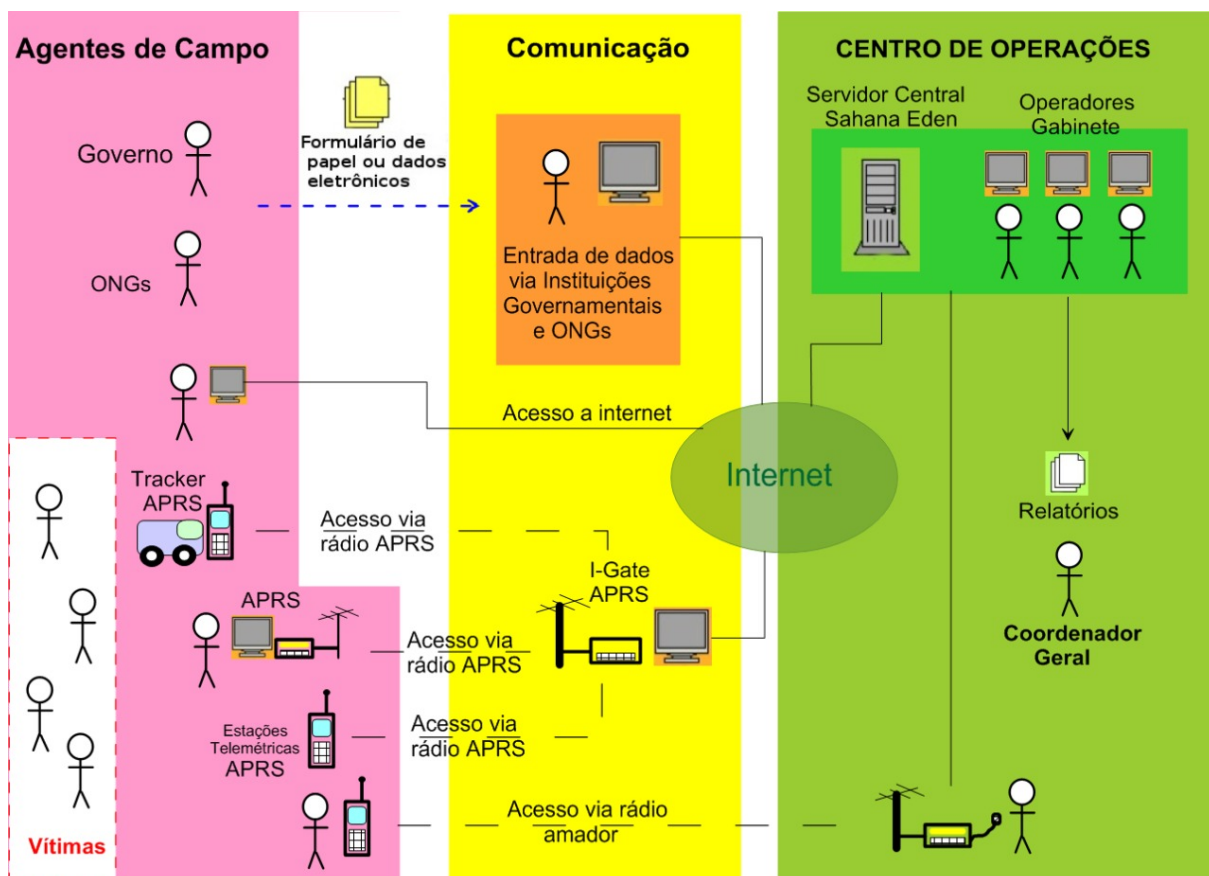 Agentes de Campo
Comunicação
CENTRO DE OPERAÇÕES
Formulário de
papel ou dados
eletrônicos
Governo
ONGs
Entrada de dados
via Instituições
Governamentais
e ONGs
Servidor Central
Sahana Eden
Operadores
Gabinete
Acesso a internet
Internet
Relatórios
Coordenador
Geral
Tracker
APRS
Acesso via
rádio APRS
I-Gate
APRS
APRS
Acesso via
rádio APRS
Estações
Telemétricas
APRS
Acesso via
rádio APRS
Acesso via rádio
amador
Vítimas